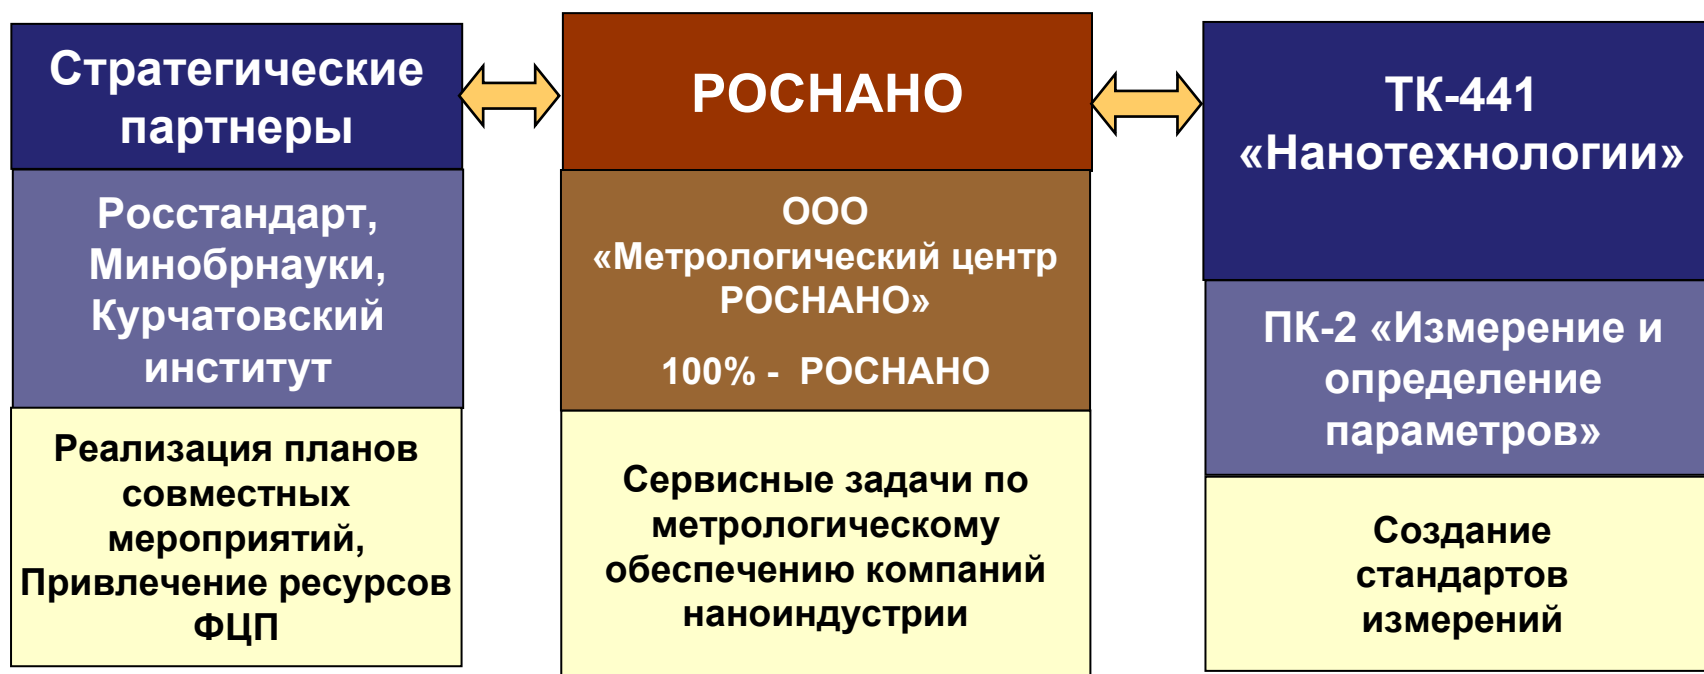 Стратегические
партнеры
Росстандарт,
Минобрнауки,
Курчатовский
институт
Реализация планов
совместных
мероприятий,
Привлечение ресурсов
ФЦП
РОСНАНО
ООО
«Метрологический центр
РОСНАНО»
100% - РОСНАНО
Сервисные задачи по
метрологическому
обеспечению компаний
наноиндустрии
ТК-441
«Нанотехнологии»
ПК-2 «Измерение и
определение
параметров»
Создание
стандартов
измерений